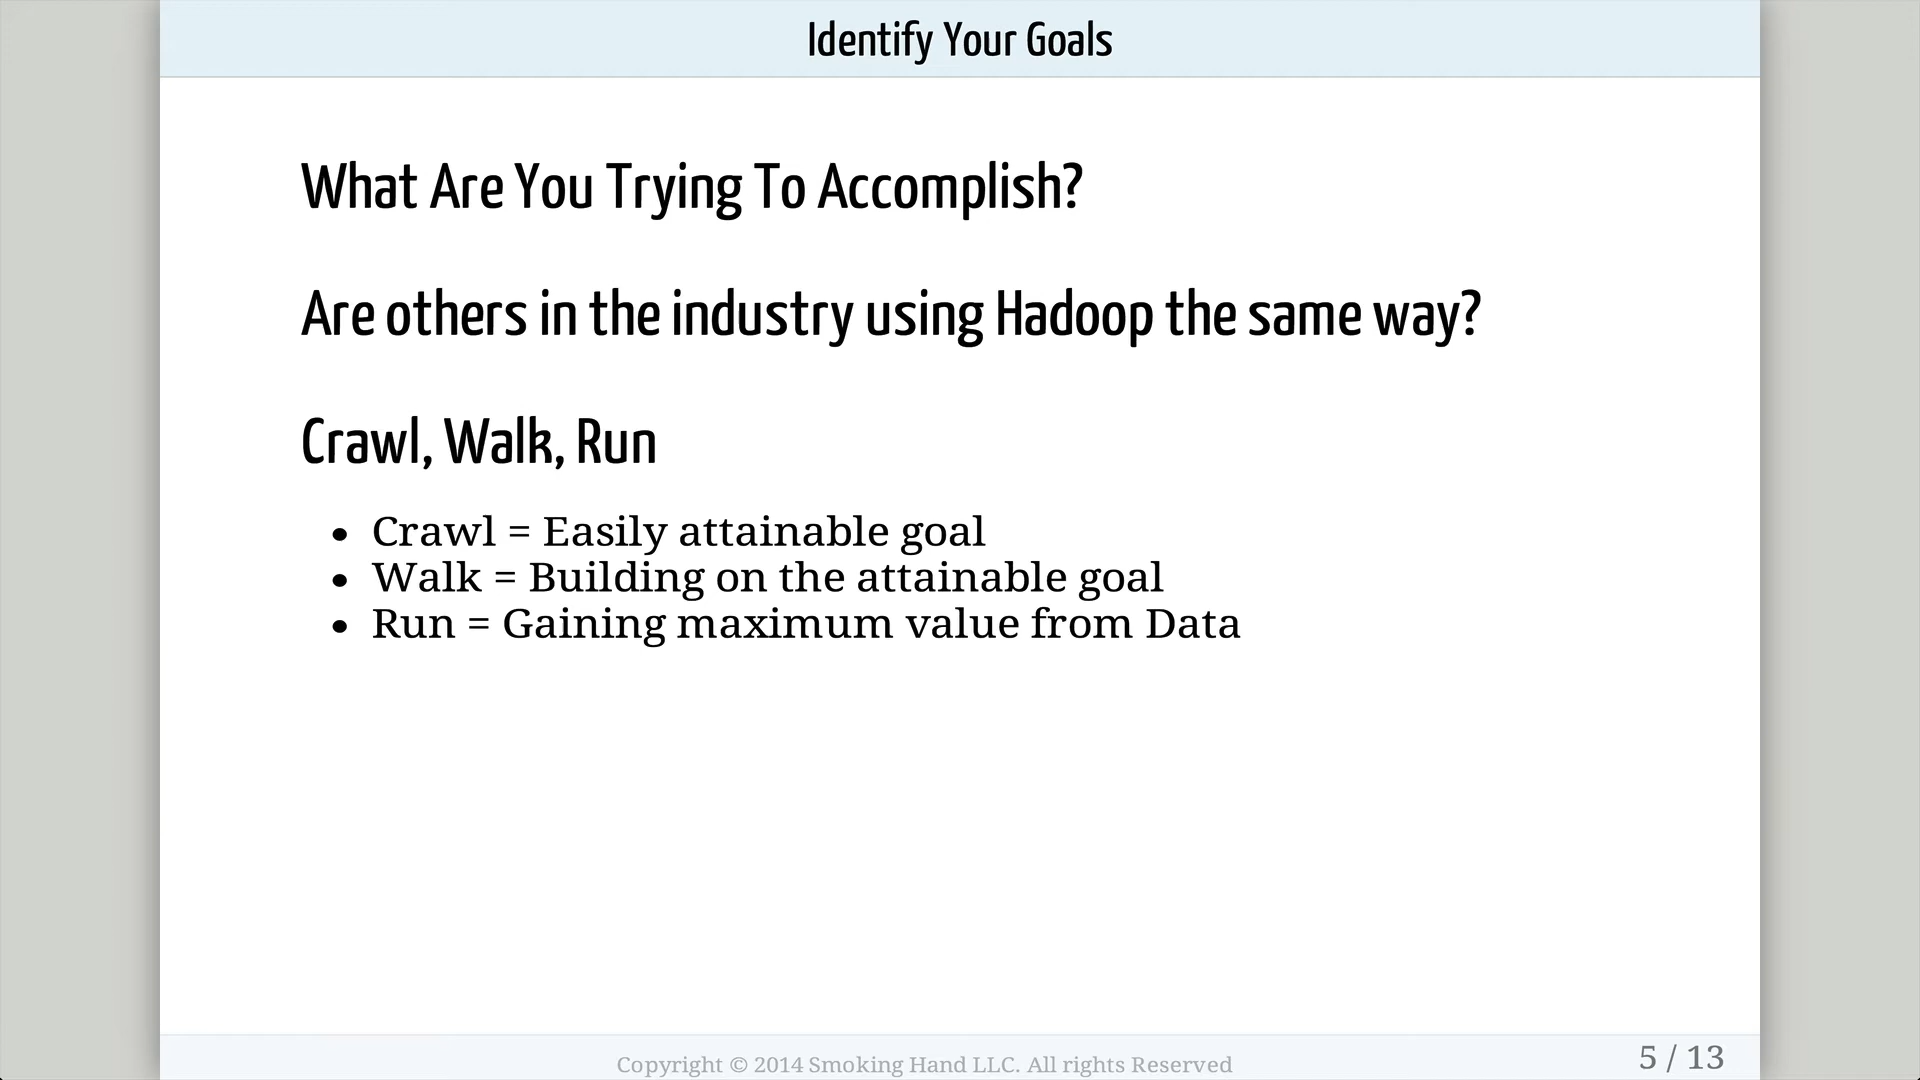 Identify Your Goals
What Are You Trying To Accomplish?
Are others in the industry using Hadoop the same way?
Crawl, Walk, Run
• Crawl = Easily attainable goal
• Walk = Building on the attainable goal
• Run = Gaining maximum value from Data
Copyright © 2014 Smoking Hand LLC. All rights Reserved
5 / 13